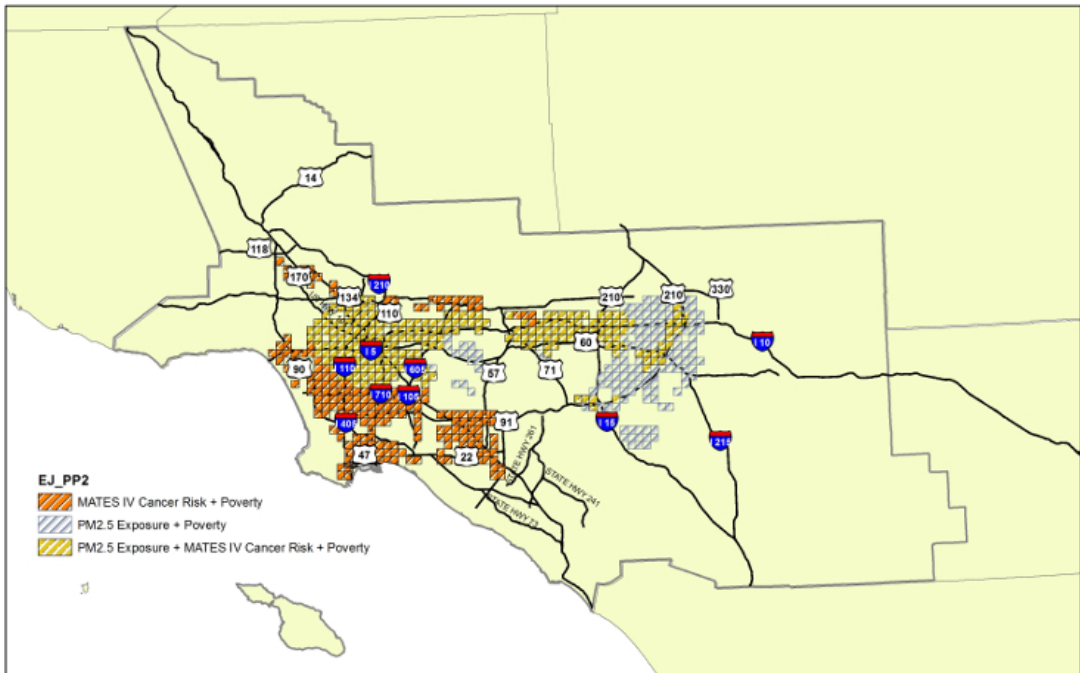 14
118
170
I 210
134
110
210
210
330
I 5
60
I 10
90
I 110
605
57
71
I 710
I 105
I 405
91
I 15
I 215
47
22
STATE HWY 261
STATE HWY 241
STATE HWY 73
EJ_PP2
MATES IV Cancer Risk + Poverty
PM2.5 Exposure + Poverty
PM2.5 Exposure + MATES IV Cancer Risk + Poverty